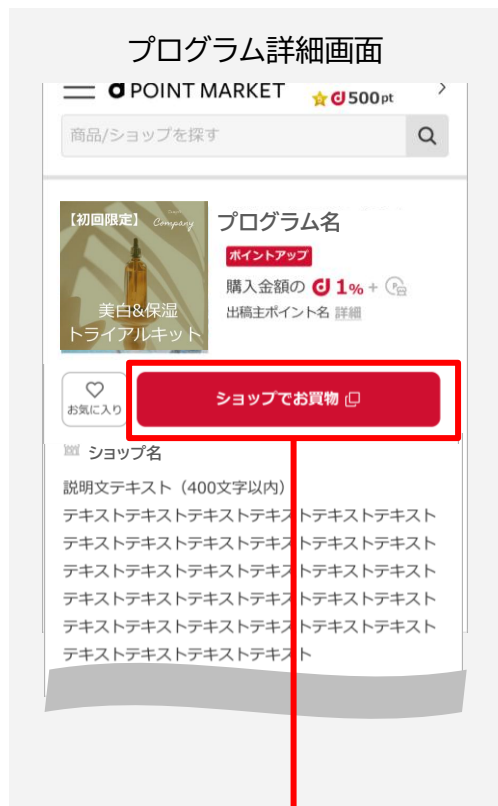 プログラム詳細画面
d POINT MARKET
d 500pt
商品/ショップを探す
【初回限定】
Company
美白&保湿
トライアルキット
プログラム名
ポイントアップ
購入金額の d 1% +
出稿主ポイント名 詳細
お気に入り
ショップでお買物
ショップ名
説明文テキスト（400文字以内）
テキストテキストテキストテキストテキストテキスト
テキストテキストテキストテキストテキストテキスト
テキストテキストテキストテキストテキストテキスト
テキストテキストテキストテキストテキストテキスト
テキストテキストテキストテキストテキストテキスト
テキストテキストテキストテキスト